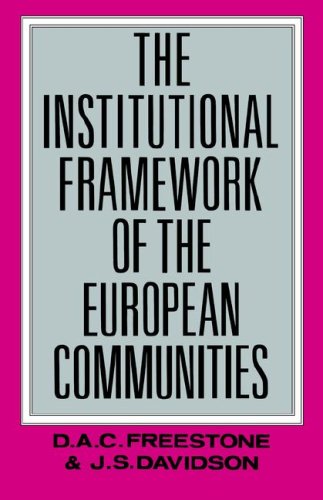 THE
INSTITUTIONAL
FRAMEWORK
OF THE
EUROPEAN
COMMUNITIES
D.A.C.FREESTONE
& J.S.DAVIDSON